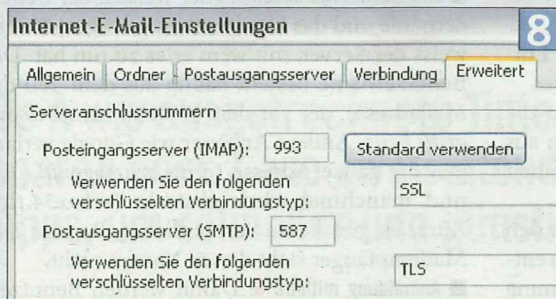 Internet-E-Mail-Einstellungen
8
Allgemein Ordner Postausgangsserver Verbindung Erweitert
Serveranschlussnummern
Posteingangsserver (IMAP): 993 Standard verwenden
Verwenden Sie den folgenden
verschlüsselten Verbindungstyp: SSL
Postausgangsserver (SMTP): 587
Verwenden Sie den folgenden
verschlüsselten Verbindungstyp: TLS